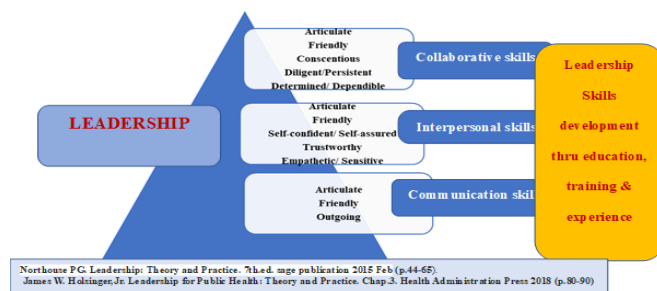 LEADERSHIP
Articulate
Friendly
Conscentious
Diligent/Persistent
Determined/ Dependible
Collaborative skills
Articulate
Friendly
Self-confident/ Self-assured
Trustworthy
Empathetic/ Sensitive
Interpersonal skills
Articulate
Friendly
Outgoing
Communication skil
Leadership
Skills
development
thru education,
training &
experience
Northouse PG. Leadership: Theory and Practice. 7th.ed. sage publication 2015 Feb (p.44-65).
James W. Holsinger, Jr. Leadership for Public Health: Theory and Practice. Chap.3. Health Administration Press 2018 (p.80-90)